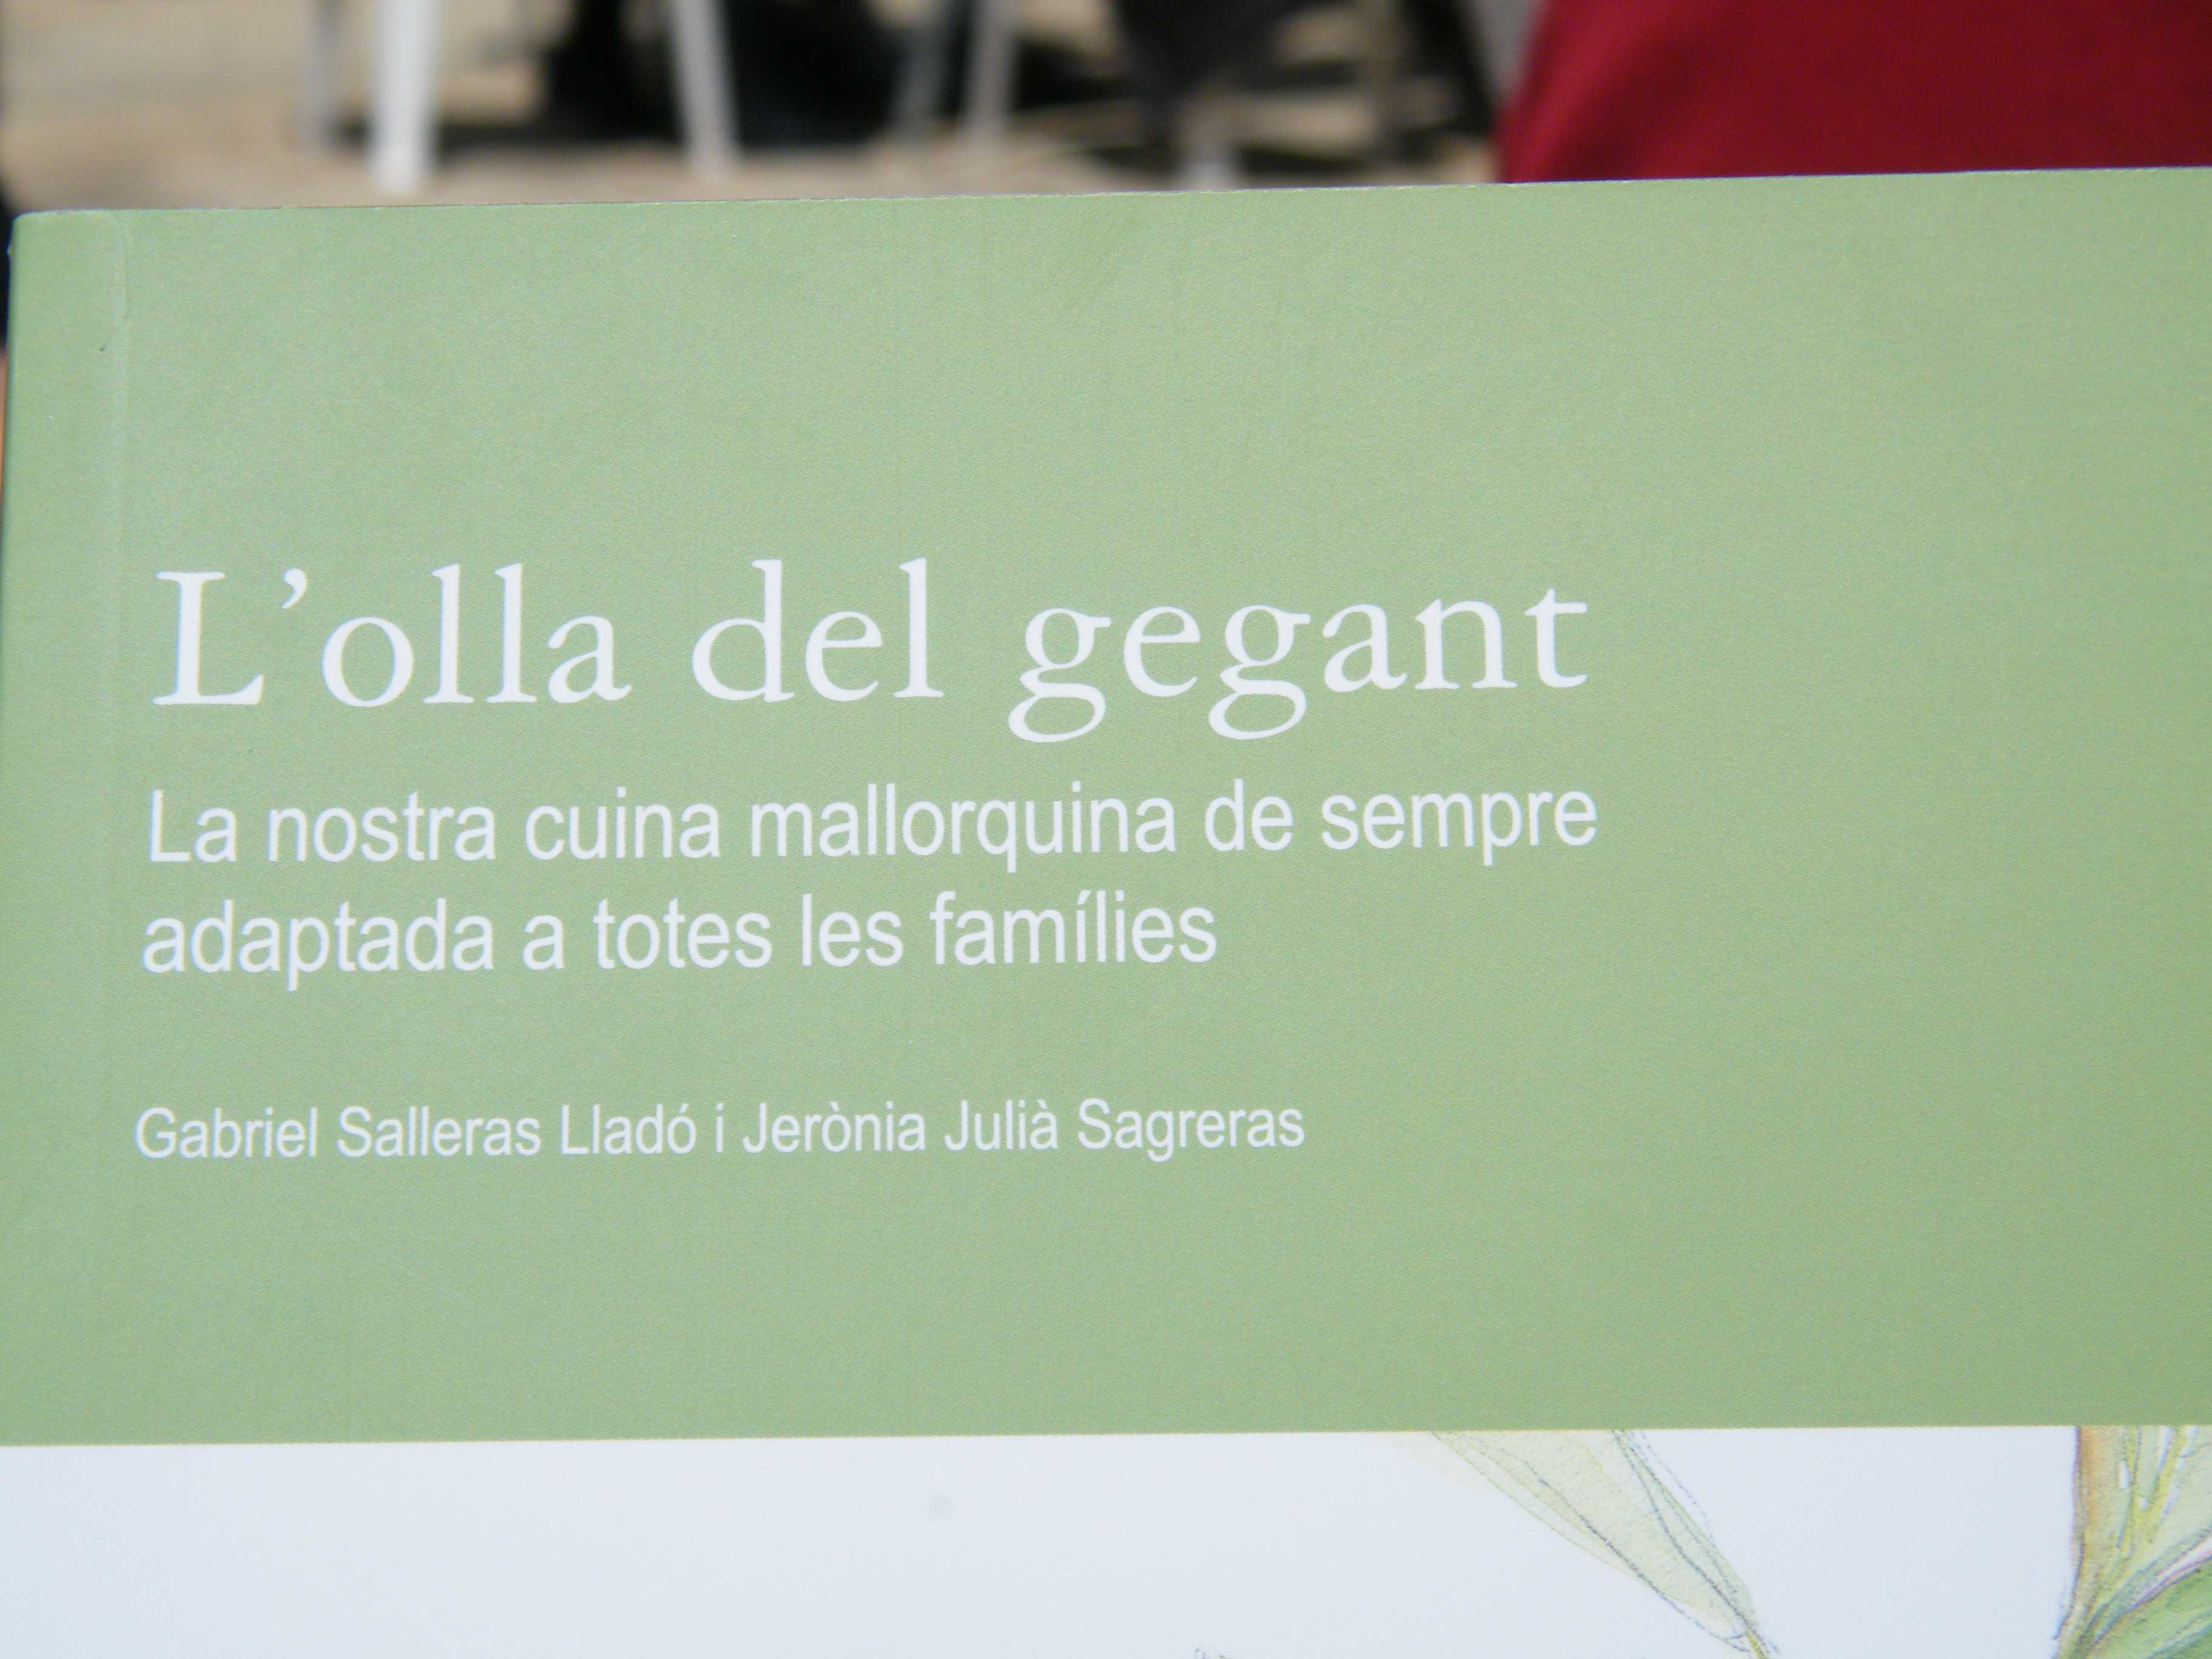 L'olla del gegant
La nostra cuina mallorquina de sempre
adaptada a totes les famílies
Gabriel Salleras Lladó i Jerònia Julià Sagreras